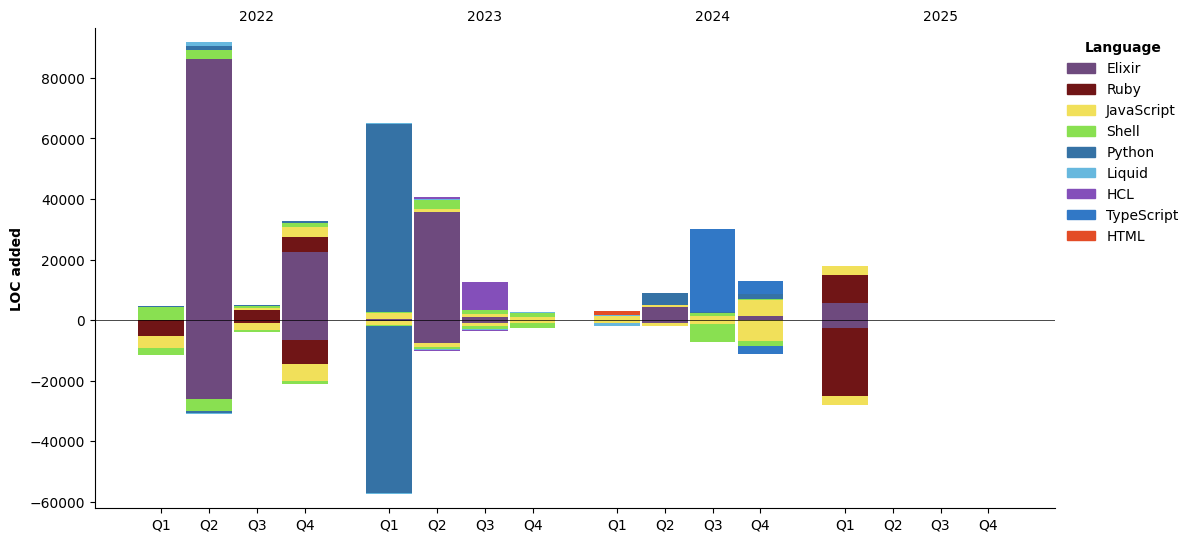 2022 2023 2024 2025
Language
Elixir
Ruby
JavaScript
Shell
Python
Liquid
HCL
TypeScript
HTML
LOC added
80000
60000
40000
20000
0
−20000
−40000
−60000
Q1 Q2 Q3 Q4 Q1 Q2 Q3 Q4 Q1 Q2 Q3 Q4 Q1 Q2 Q3 Q4